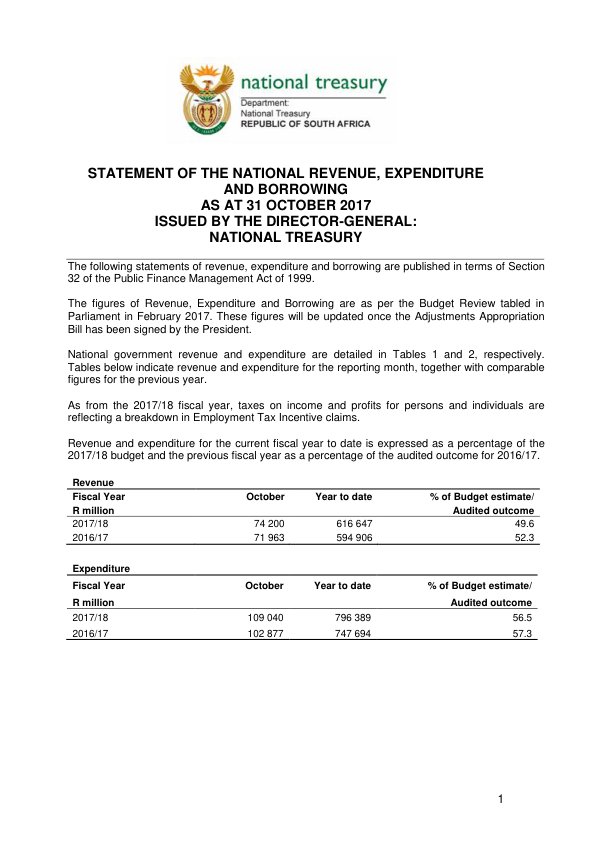 national treasury
Department:
National Treasury
REPUBLIC OF SOUTH AFRICA
STATEMENT OF THE NATIONAL REVENUE, EXPENDITURE
AND BORROWING
AS AT 31 OCTOBER 2017
ISSUED BY THE DIRECTOR-GENERAL:
NATIONAL TREASURY
The following statements of revenue, expenditure and borrowing are published in terms of Section
32 of the Public Finance Management Act of 1999.
The figures of Revenue, Expenditure and Borrowing are as per the Budget Review tabled in
Parliament in February 2017. These figures will be updated once the Adjustments Appropriation
Bill has been signed by the President.
National government revenue and expenditure are detailed in Tables 1 and 2, respectively.
Tables below indicate revenue and expenditure for the reporting month, together with comparable
figures for the previous year.
As from the 2017/18 fiscal year, taxes on income and profits for persons and individuals are
reflecting a breakdown in Employment Tax Incentive claims.
Revenue and expenditure for the current fiscal year to date is expressed as a percentage of the
2017/18 budget and the previous fiscal year as a percentage of the audited outcome for 2016/17.
Revenue
Fiscal Year October Year to date % of Budget estimate/
R million Audited outcome
2017/18 74 200 616 647 49.6
2016/17 71 963 594 906 52.3
Expenditure
Fiscal Year October Year to date % of Budget estimate/
R million Audited outcome
2017/18 109 040 796 389 56.5
2016/17 102 877 747 694 57.3
1